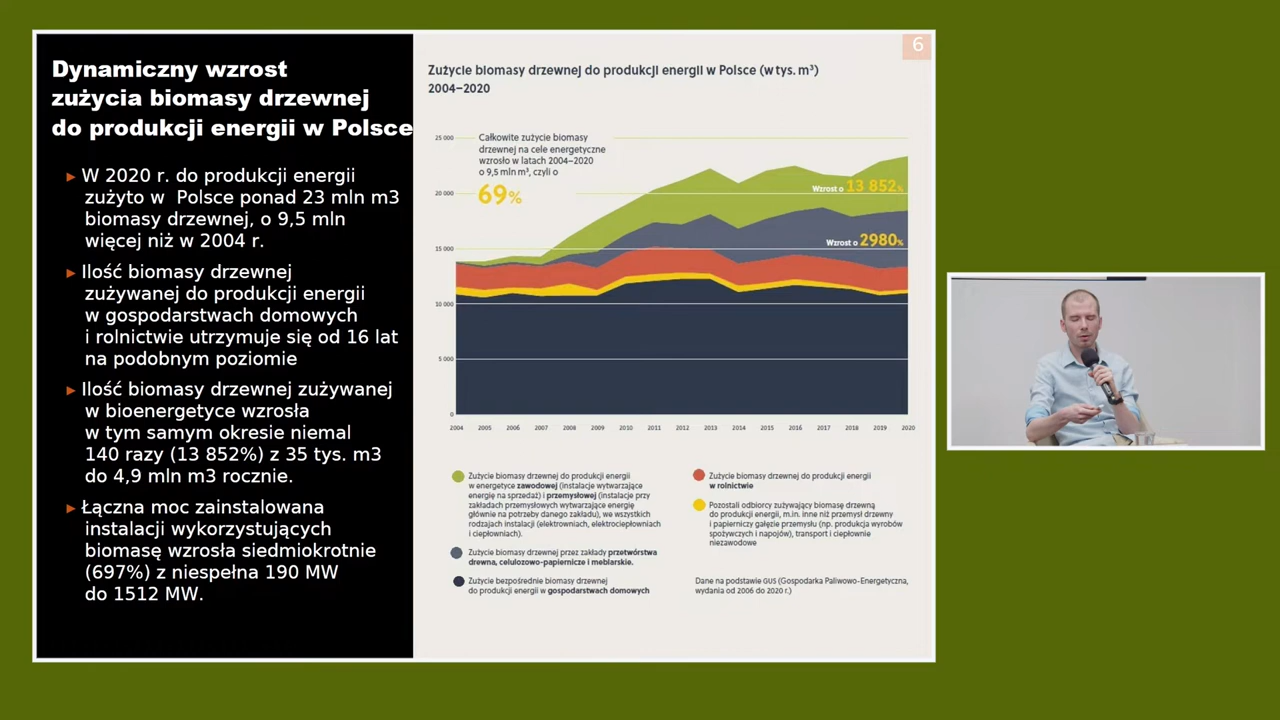 Dynamiczny wzrost
zużycia biomasy drzewnej
do produkcji energii w Polsce
▸ W 2020 r. do produkcji energii
zużyto w Polsce ponad 23 mln m3
biomasy drzewnej, o 9,5 mln
więcej niż w 2004 r.
▸ Ilość biomasy drzewnej
zużywanej do produkcji energii
w gospodarstwach domowych
i rolnictwie utrzymuje się od 16 lat
na podobnym poziomie
▸ Ilość biomasy drzewnej zużywanej
w bioenergetyce wzrosła
w tym samym okresie niemal
140 razy (13 852%) z 35 tys. m3
do 4,9 mln m3 rocznie.
▸ Łączna moc zainstalowana
instalacji wykorzystujących
biomasę wzrosła siedmiokrotnie
(697%) z niespełna 190 MW
do 1512 MW.
6
Zużycie biomasy drzewnej do produkcji energii w Polsce (w tys. m³)
2004–2020
Całkowite zużycie biomasy
drzewnej na cele energetyczne
wzrosło w latach 2004–2020
o 9,5 mln m³, czyli o
69%
25 000
20 000
15 000
10 000
5 000
0
Wzrost o 13 852%
Wzrost o 2980%
2004 2005 2006 2007 2008 2009 2010 2011 2012 2013 2014 2015 2016 2017 2018 2019 2020
Zużycie biomasy drzewnej do produkcji energii
w energetyce zawodowej (instalacje wytwarzające
energię na sprzedaż) i przemysłowej (instalacje przy
zakładach przemysłowych wytwarzające energię
głównie na potrzeby danego zakładu), we wszystkich
rodzajach instalacji (elektrowniach, elektrociepłowniach
i ciepłowniach).
Zużycie biomasy drzewnej przez zakłady przetwórstwa
drewna, celulozowo-papiernicze i meblarskie.
Zużycie bezpośrednie biomasy drzewnej
do produkcji energii w gospodarstwach domowych
Zużycie biomasy drzewnej do produkcji energii
w rolnictwie
Pozostali odbiorcy zużywający biomasę drzewną
do produkcji energii, m.in. inne niż przemysł drzewny
i papierniczy gałęzie przemysłu (np. produkcja wyrobów
spożywczych i napojów), transport i ciepłownie
niezawodowe
Dane na podstawie GUS (Gospodarka Paliwowo-Energetyczna,
wydania od 2006 do 2020 r.)